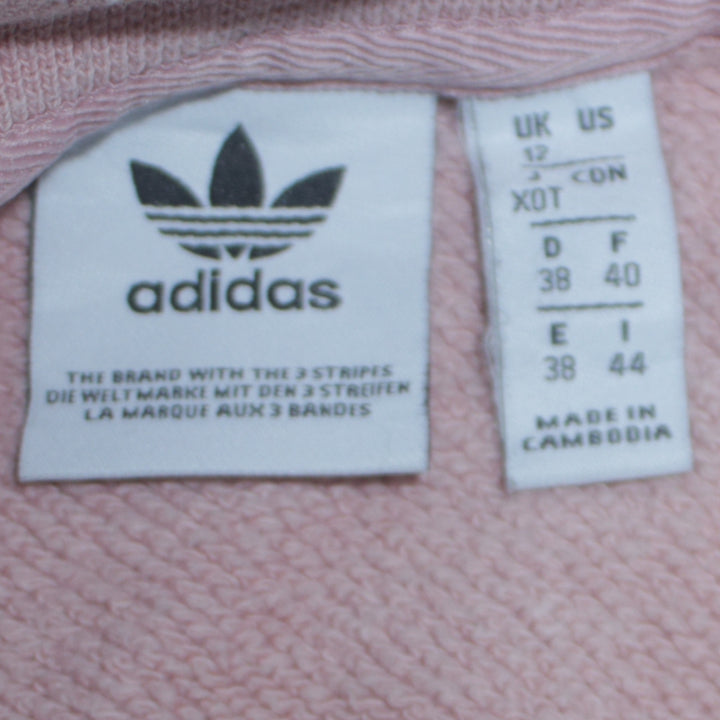 adidas
THE BRAND WITH THE 3 STRIPES
DIE WELTMARKE MIT DEN 3 STREIFEN
LA MARQUE AUX 3 BANDES
UK US
12
CDN
XOT
D F
38 40
E I
38 44
MADE IN
CAMBODIA